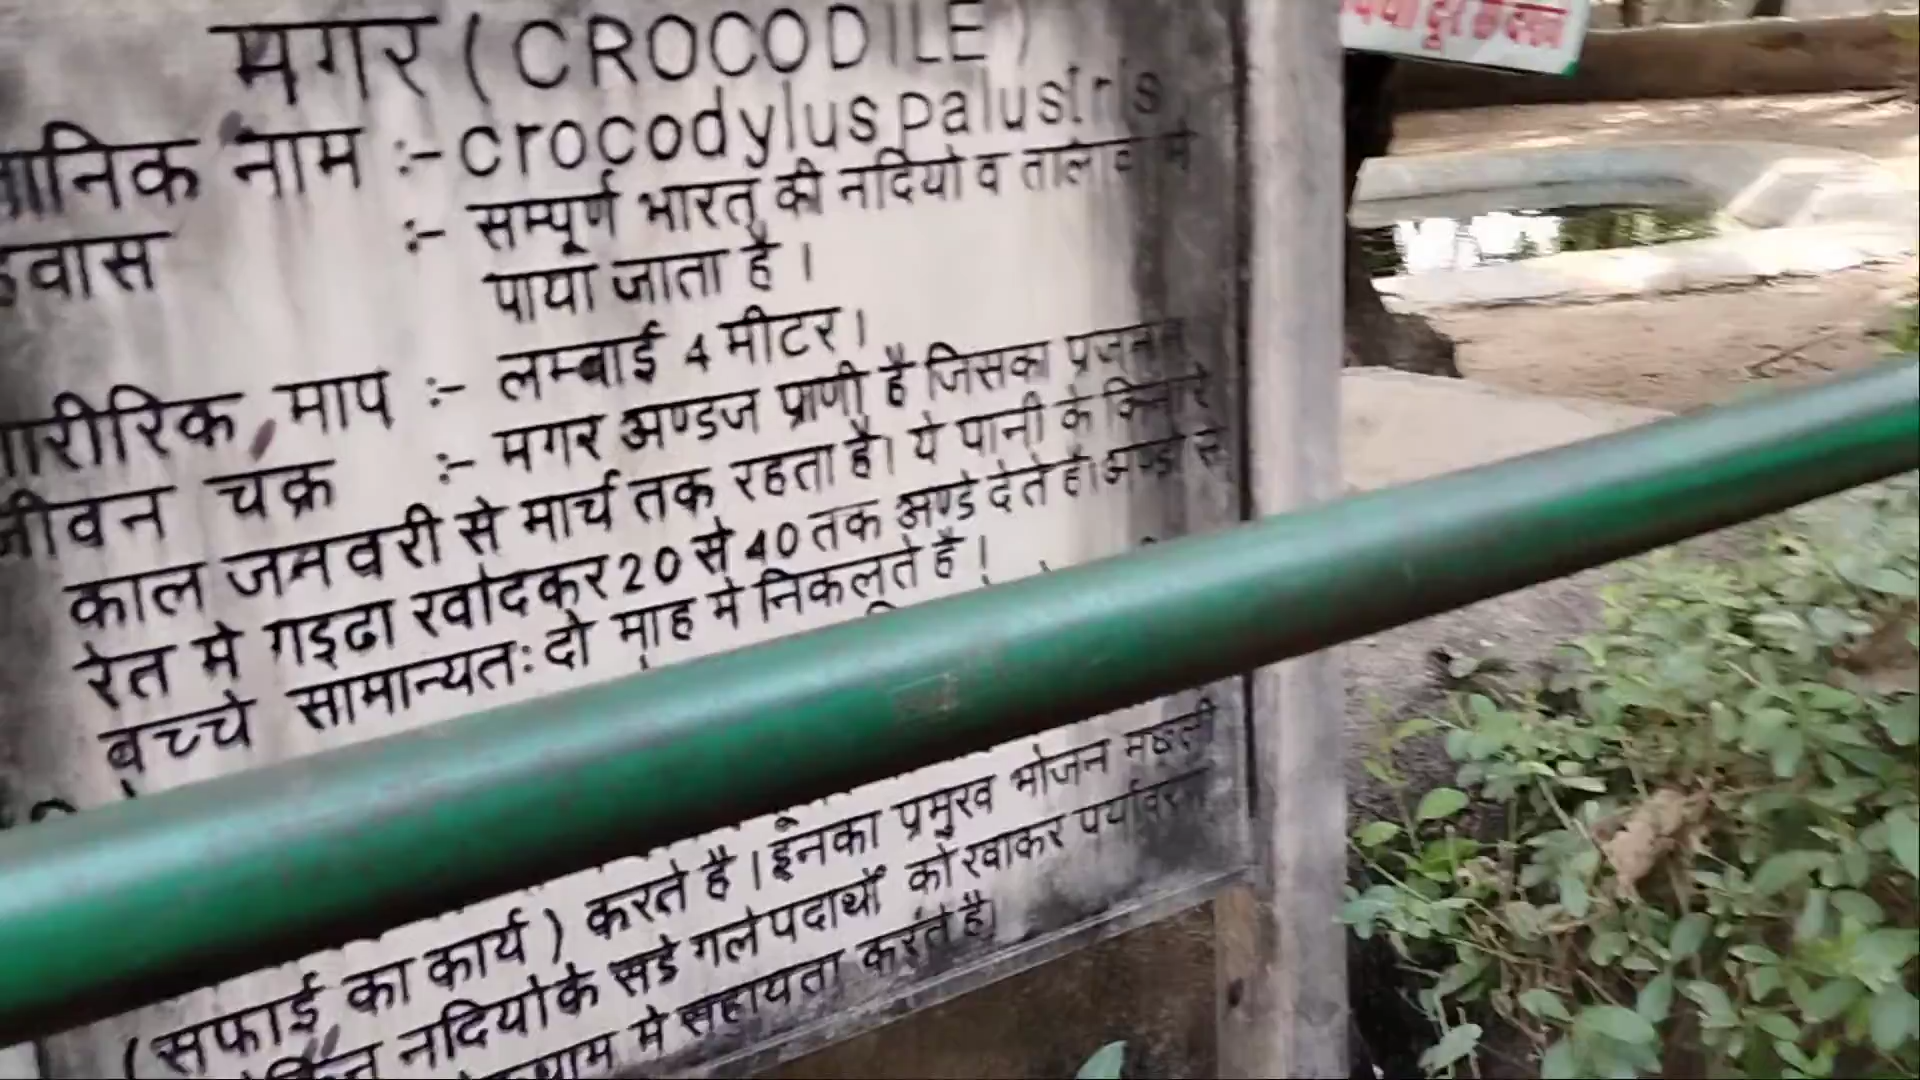 मगर (CROCODILE)
नाम :- crocodylus palustris
:- सम्पूर्ण भारत की नदियो व तालाबो मे
पाया जाता है ।
माप :- लम्बाई 4 मीटर ।
जीवन चक्र :- मगर अण्डज प्राणी है जिसका प्रजनन
काल जनवरी से मार्च तक रहता है। ये पानी के किनारे
रेत मे गड्ढा खोदकर 20 से 40 तक अण्डे देते है। अण्डो से
बच्चे सामान्यतः दो माह मे निकलते है ।
(सफाई का कार्य) करते है । इनका प्रमुख भोजन मछली
नदियो के सडे गले पदार्थो को खाकर पर्यावरण
मे सहायता करते है।